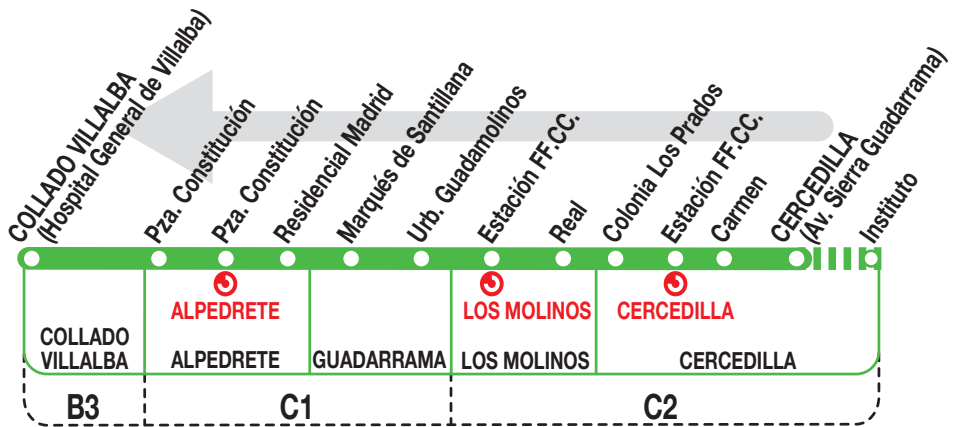 COLLADO VILLALBA
(Hospital General de Villalba)
Pza. Constitución
Pza. Constitución
Residencial Madrid
Marqués de Santillana
Urb. Guadamolinos
Estación FF.CC.
Real
Colonia Los Prados
Estación FF.CC.
Carmen
CERCEDILLA
(Av. Sierra Guadarrama)
Instituto
ALPEDRETE
LOS MOLINOS
CERCEDILLA
COLLADO
VILLALBA
ALPEDRETE
GUADARRAMA
LOS MOLINOS
CERCEDILLA
B3
C1
C2